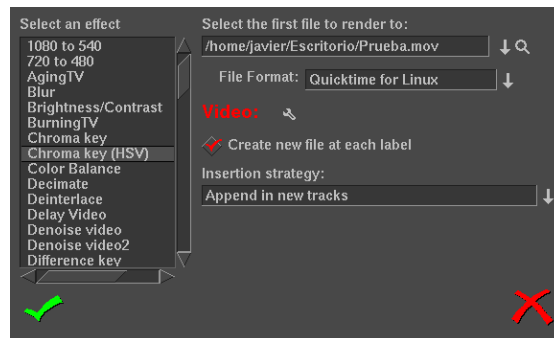 Select an effect
1080 to 540
720 to 480
AgingTV
Blur
Brightness/Contrast
BurningTV
Chroma key
Chroma key (HSV)
Color Balance
Decimate
Deinterlace
Delay Video
Denoise video
Denoise video2
Difference key
Select the first file to render to:
/home/javier/Escritorio/Prueba.mov
File Format: Quicktime for Linux
Video:
Create new file at each label
Insertion strategy:
Append in new tracks